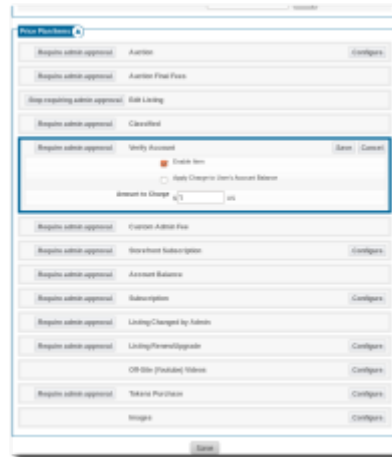 Price Plan Items
Require admin approval Auction Configure
Require admin approval Auction Final Fees
Stop requiring admin approval Edit Listing
Require admin approval Classified
Require admin approval Verify Account Save Cancel
Enable Item
Apply Charge to User's Account Balance
Amount to Charge $
Require admin approval Custom Admin Fee
Require admin approval Storefront Subscription Configure
Require admin approval Account Balance
Require admin approval Subscription Configure
Require admin approval Listing Changed by Admin
Require admin approval Listing Renew/Upgrade Configure
Off-Site (Youtube) Videos Configure
Require admin approval Tokens Purchase Configure
Images Configure
Save